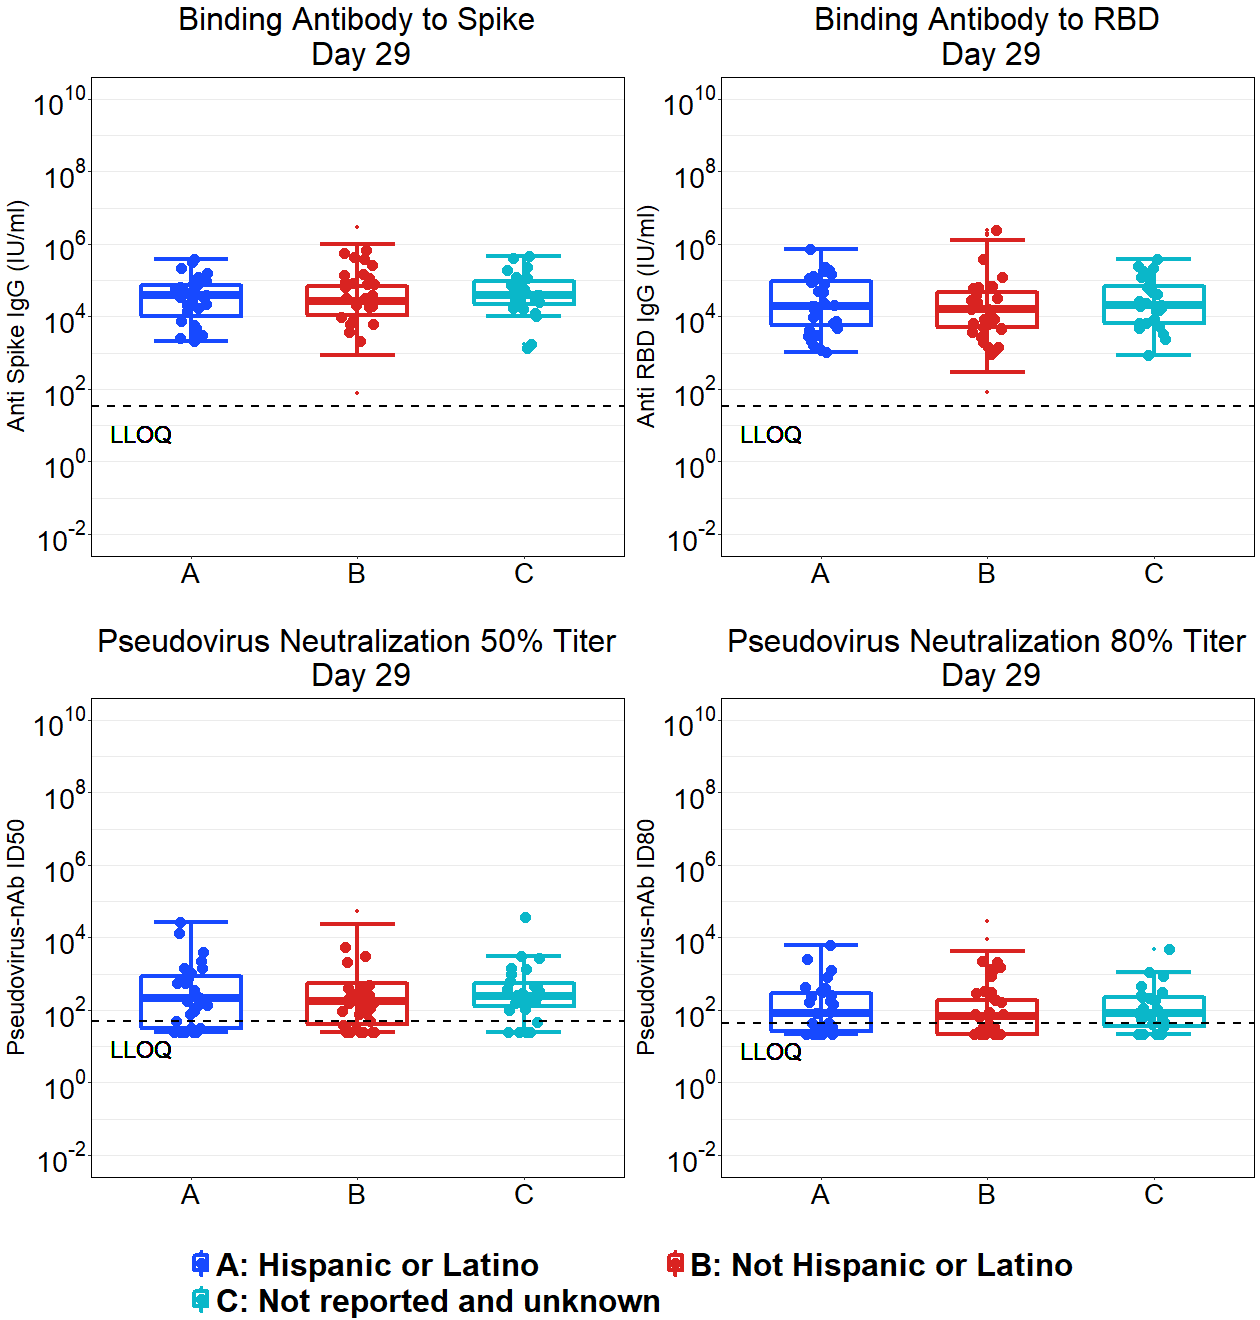 Binding Antibody to Spike
Day 29
Anti Spike IgG (IU/ml)
10^10
10^8
10^6
10^4
10^2
10^0
10^-2
LLOQ
A B C
Binding Antibody to RBD
Day 29
Anti RBD IgG (IU/ml)
10^10
10^8
10^6
10^4
10^2
10^0
10^-2
LLOQ
A B C
Pseudovirus Neutralization 50% Titer
Day 29
Pseudovirus-nAb ID50
10^10
10^8
10^6
10^4
10^2
10^0
10^-2
LLOQ
A B C
Pseudovirus Neutralization 80% Titer
Day 29
Pseudovirus-nAb ID80
10^10
10^8
10^6
10^4
10^2
10^0
10^-2
LLOQ
A B C
A: Hispanic or Latino
B: Not Hispanic or Latino
C: Not reported and unknown